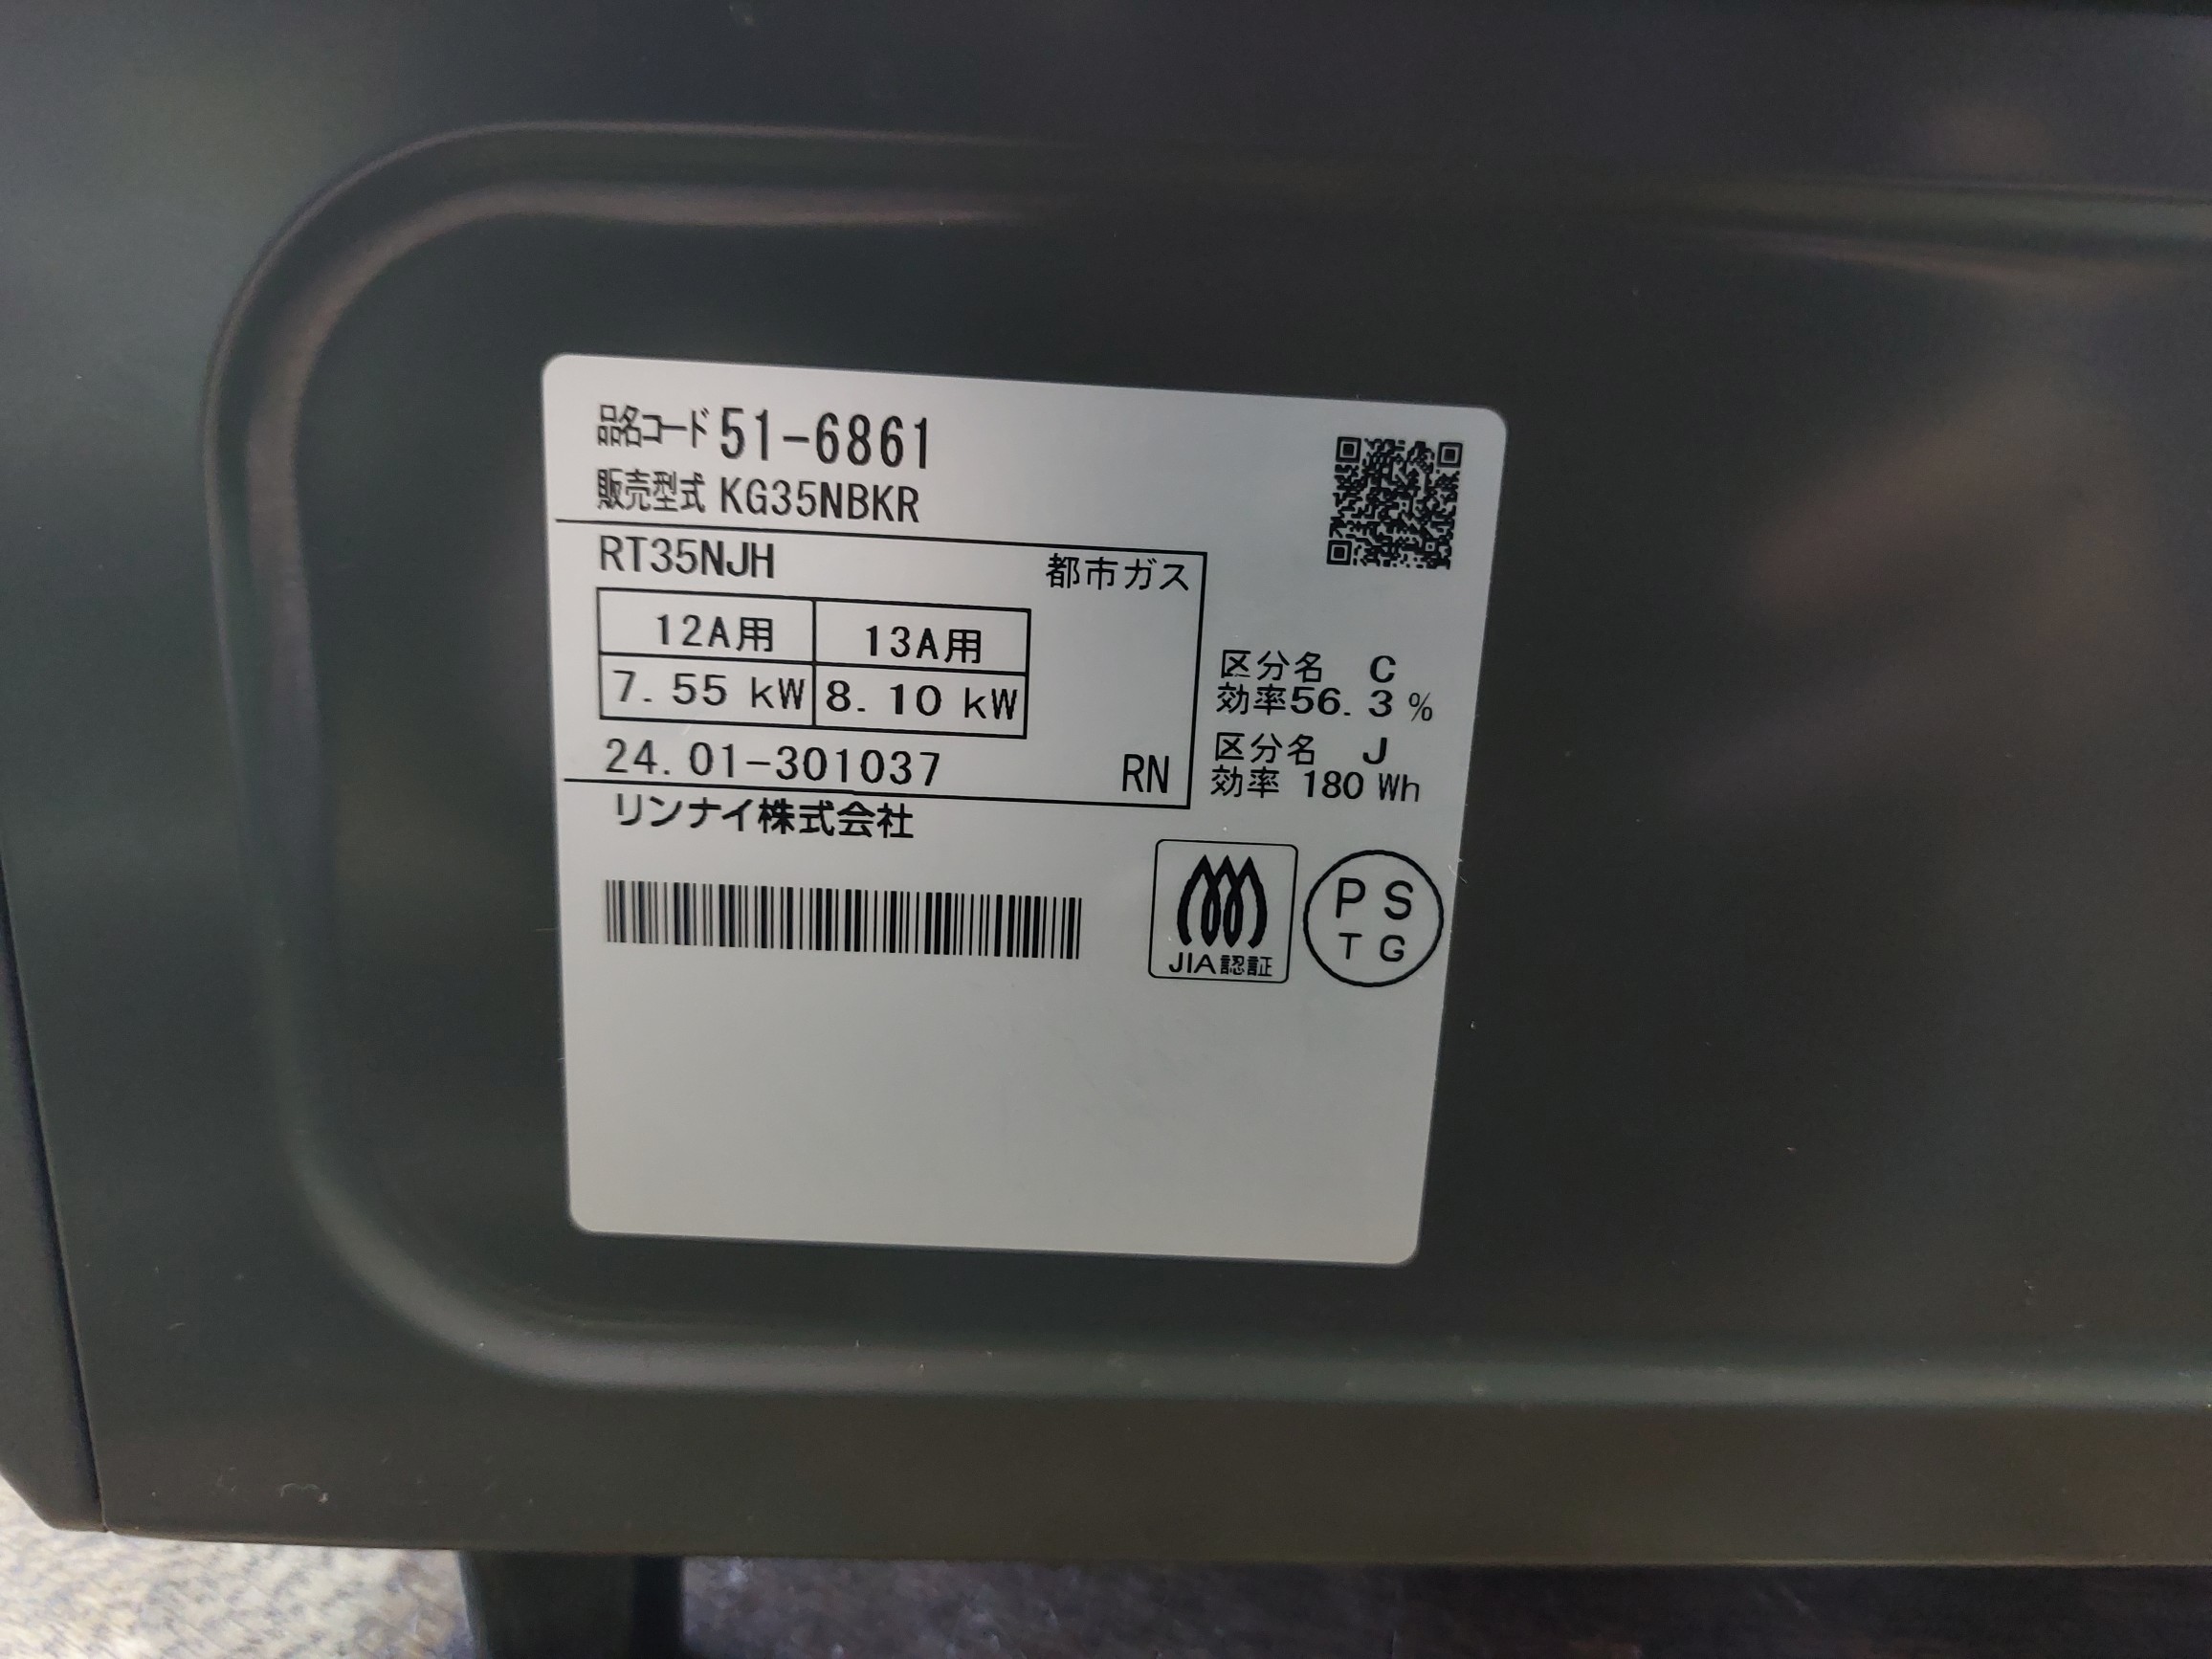 品名コード 51-6861
販売型式 KG35NBKR
RT35NJH 都市ガス
12A用 13A用
7.55 kW 8.10 kW
24.01-301037 RN
リンナイ株式会社
区分名 C
効率56.3 %
区分名 J
効率 180 Wh
JIA認証
PS
TG